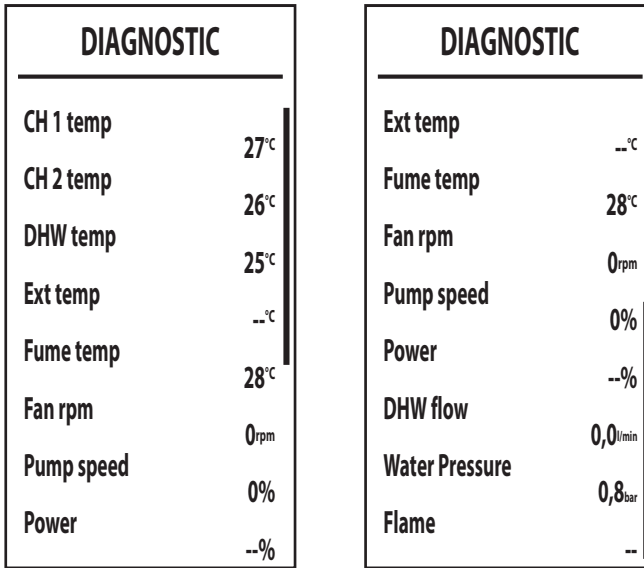 DIAGNOSTIC
CH 1 temp
27°C
CH 2 temp
26°C
DHW temp
25°C
Ext temp
--°C
Fume temp
28°C
Fan rpm
0rpm
Pump speed
0%
Power
--%
DIAGNOSTIC
Ext temp
--°C
Fume temp
28°C
Fan rpm
0rpm
Pump speed
0%
Power
--%
DHW flow
0,0l/min
Water Pressure
0,8bar
Flame
--